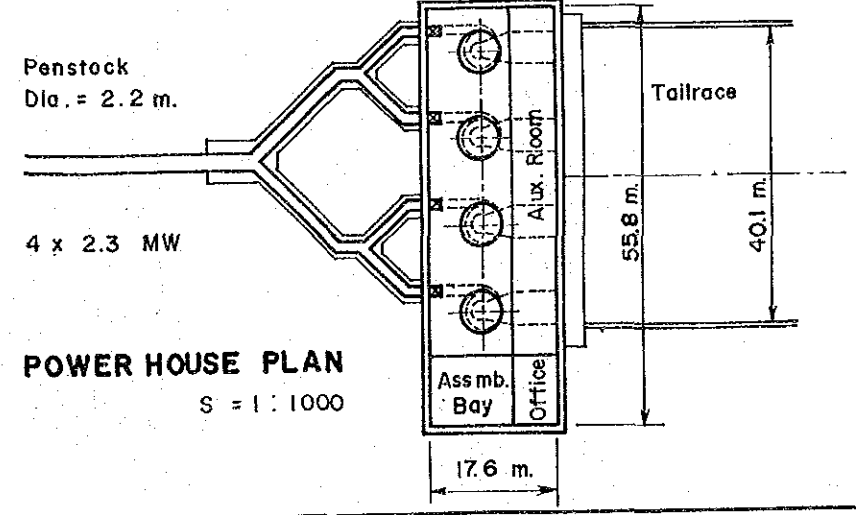 Penstock
Dia. = 2.2 m.
4 x 2.3 MW
POWER HOUSE PLAN
S = 1 : 1000
Aux. Room
Assmb.
Bay
Office
17.6 m.
Tailrace
55.8 m.
40.1 m.